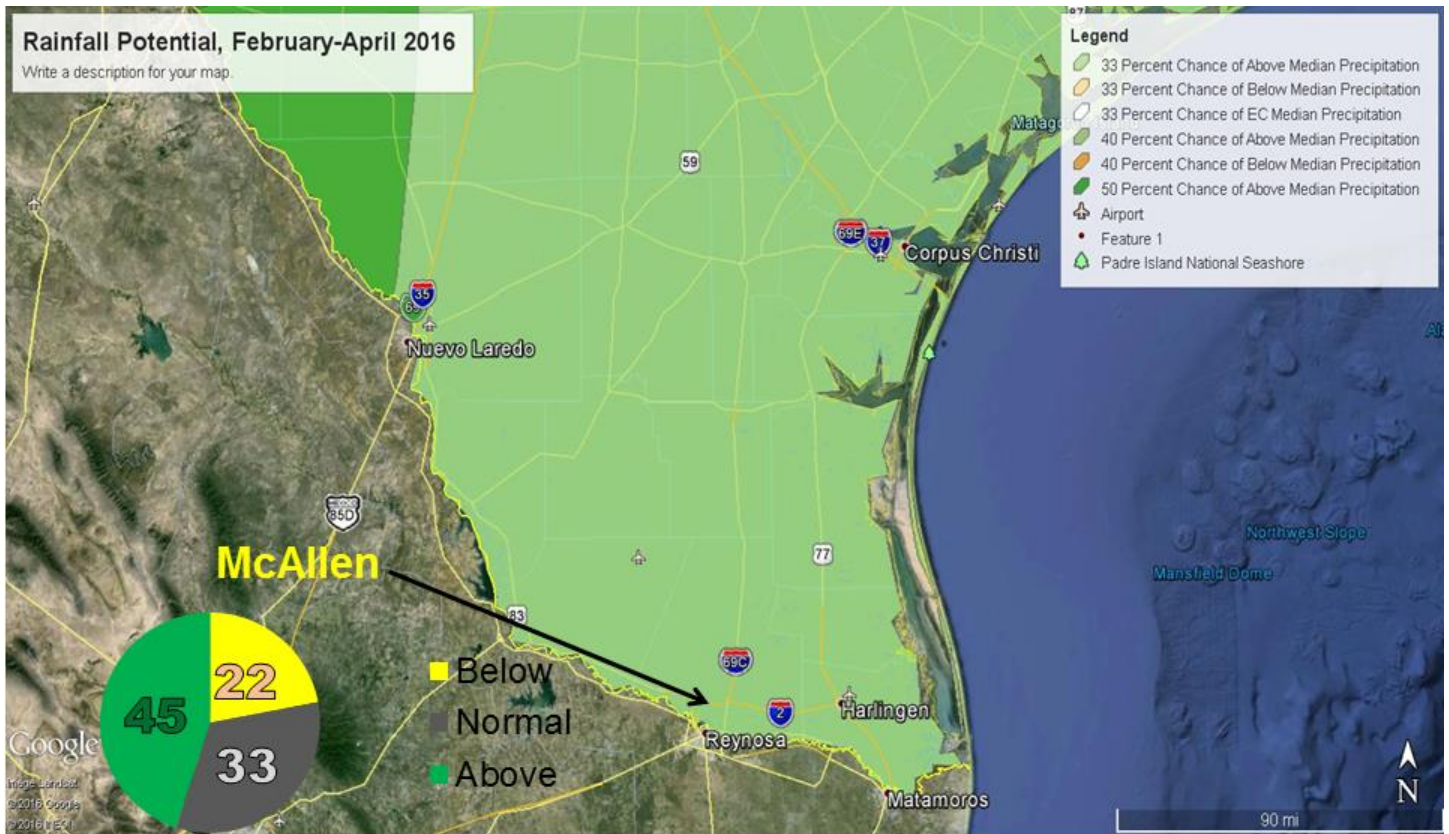 Rainfall Potential, February-April 2016
Write a description for your map.
Legend
33 Percent Chance of Above Median Precipitation
33 Percent Chance of Below Median Precipitation
33 Percent Chance of EC Median Precipitation
40 Percent Chance of Above Median Precipitation
40 Percent Chance of Below Median Precipitation
50 Percent Chance of Above Median Precipitation
Airport
Feature 1
Padre Island National Seashore
87
59
69E
37
Corpus Christi
35
Nuevo Laredo
85D
McAllen
77
83
69C
2
Harlingen
Reynosa
Matamoros
Northwest Slope
Mansfield Dome
22
45
33
Below
Normal
Above
Google
Image Landsat
© 2016 Google
© 2016 INEGI
N
90 mi